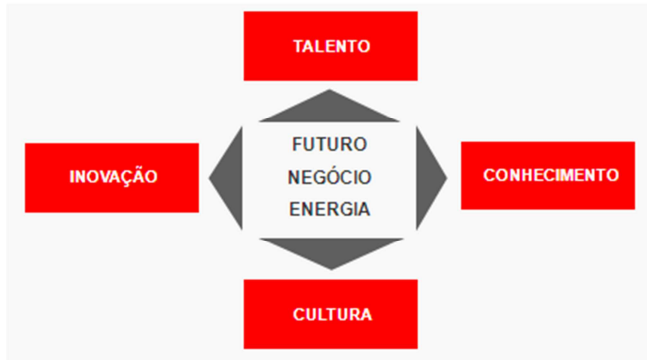 TALENTO
FUTURO
NEGÓCIO
ENERGIA
INOVAÇÃO
CONHECIMENTO
CULTURA